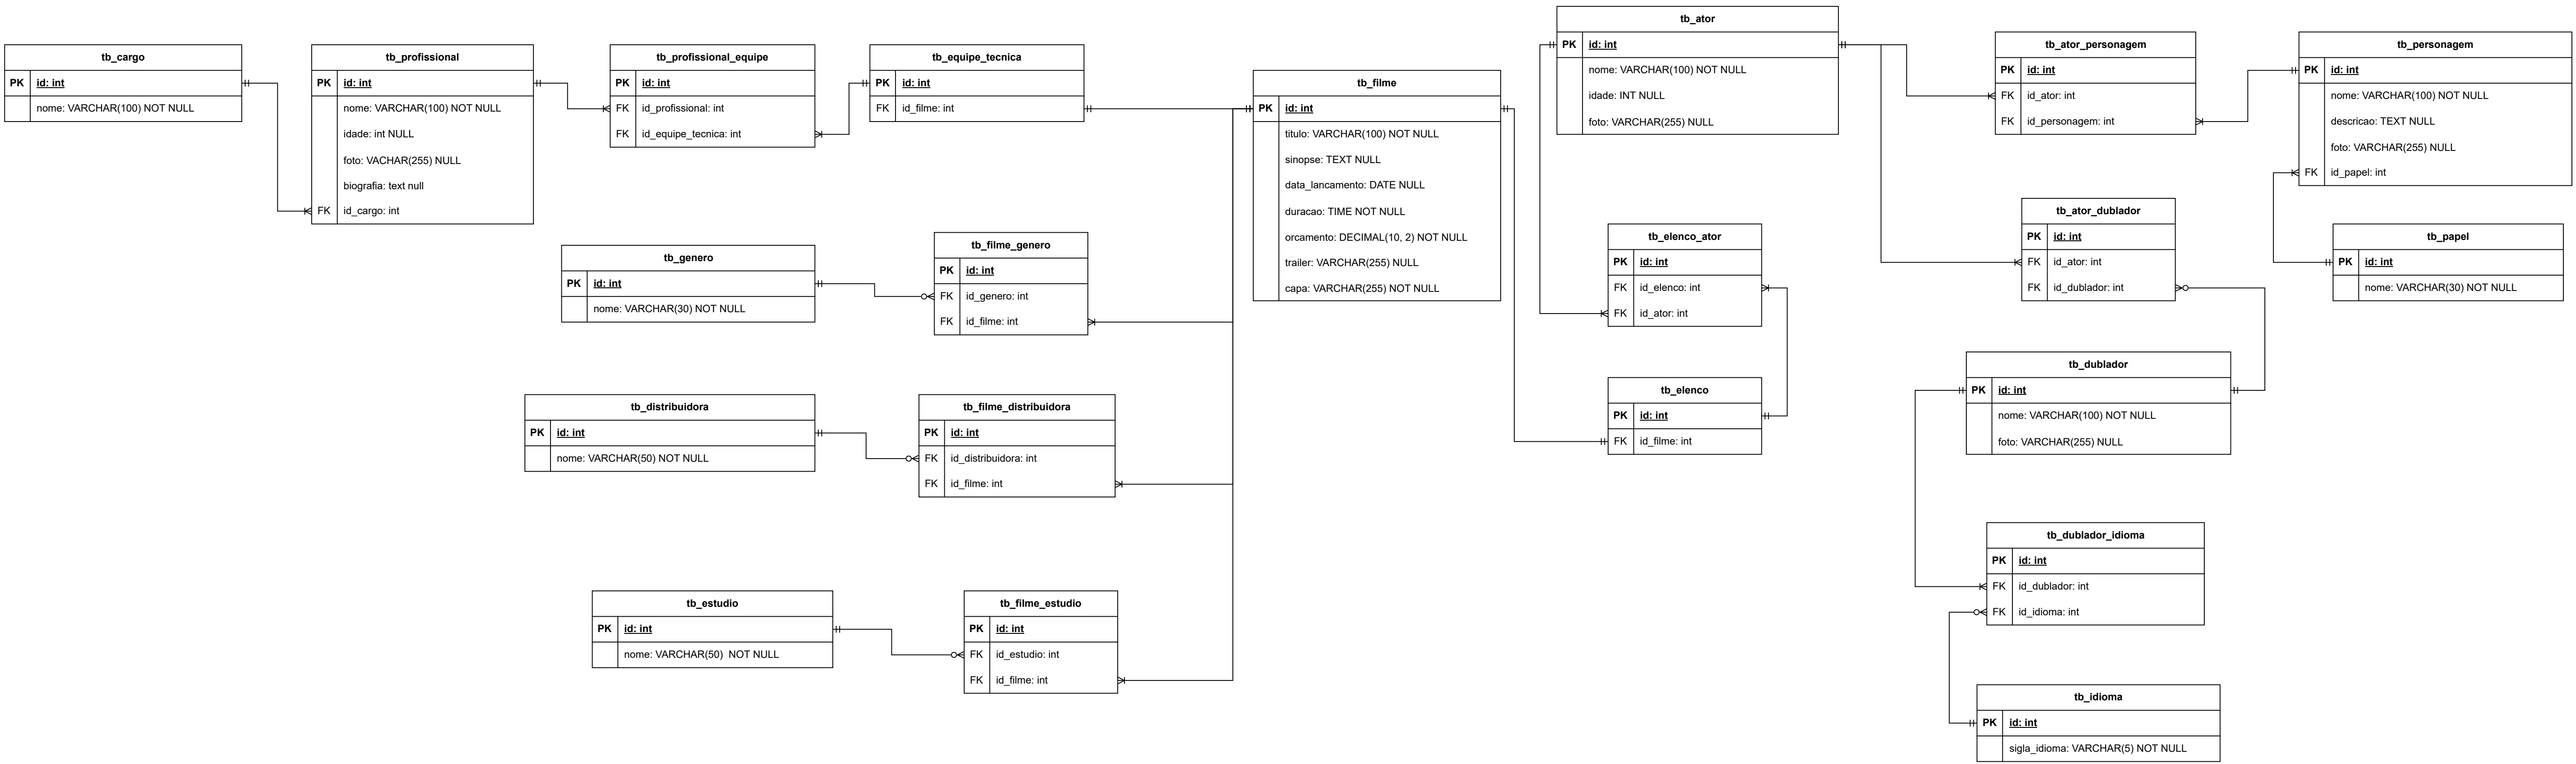 tb_cargo
PK id: int
nome: VARCHAR(100) NOT NULL
tb_profissional
PK id: int
nome: VARCHAR(100) NOT NULL
idade: int NULL
foto: VACHAR(255) NULL
biografia: text null
FK id_cargo: int
tb_profissional_equipe
PK id: int
FK id_profissional: int
FK id_equipe_tecnica: int
tb_equipe_tecnica
PK id: int
FK id_filme: int
tb_genero
PK id: int
nome: VARCHAR(30) NOT NULL
tb_filme_genero
PK id: int
FK id_genero: int
FK id_filme: int
tb_distribuidora
PK id: int
nome: VARCHAR(50) NOT NULL
tb_filme_distribuidora
PK id: int
FK id_distribuidora: int
FK id_filme: int
tb_estudio
PK id: int
nome: VARCHAR(50) NOT NULL
tb_filme_estudio
PK id: int
FK id_estudio: int
FK id_filme: int
tb_filme
PK id: int
titulo: VARCHAR(100) NOT NULL
sinopse: TEXT NULL
data_lancamento: DATE NULL
duracao: TIME NOT NULL
orcamento: DECIMAL(10, 2) NOT NULL
trailer: VARCHAR(255) NULL
capa: VARCHAR(255) NOT NULL
tb_ator
PK id: int
nome: VARCHAR(100) NOT NULL
idade: INT NULL
foto: VARCHAR(255) NULL
tb_elenco_ator
PK id: int
FK id_elenco: int
FK id_ator: int
tb_elenco
PK id: int
FK id_filme: int
tb_ator_personagem
PK id: int
FK id_ator: int
FK id_personagem: int
tb_personagem
PK id: int
nome: VARCHAR(100) NOT NULL
descricao: TEXT NULL
foto: VARCHAR(255) NULL
FK id_papel: int
tb_ator_dublador
PK id: int
FK id_ator: int
FK id_dublador: int
tb_papel
PK id: int
nome: VARCHAR(30) NOT NULL
tb_dublador
PK id: int
nome: VARCHAR(100) NOT NULL
foto: VARCHAR(255) NULL
tb_dublador_idioma
PK id: int
FK id_dublador: int
FK id_idioma: int
tb_idioma
PK id: int
sigla_idioma: VARCHAR(5) NOT NULL